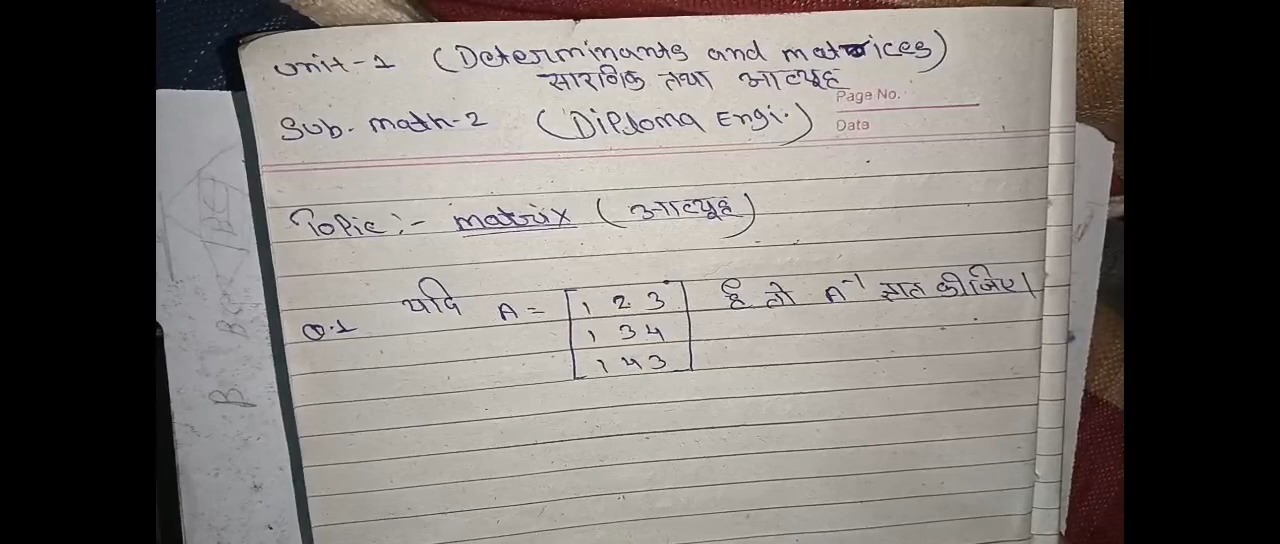 Unit-1 (Determinants and matrices)
सारणिक तथा आव्यूह
Page No.
Sub. math-2 (Diploma Engi.)
Date
Topic :- matrix (आव्यूह)
यदि A = [1 2 3 है तो A⁻¹ ज्ञात कीजिए।
Q.1 1 3 4
1 4 3]